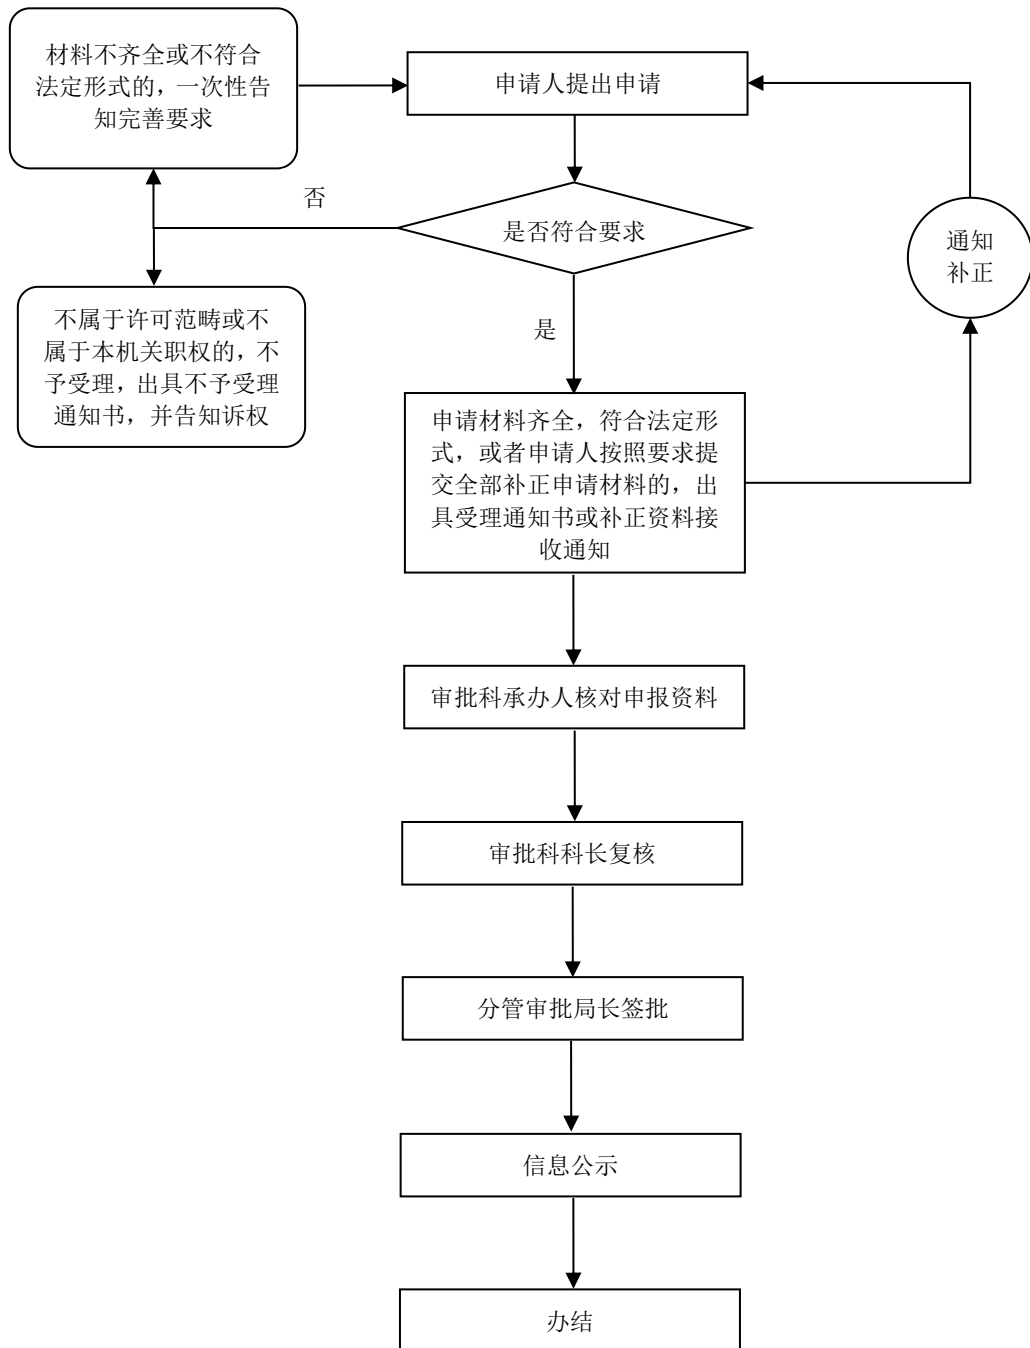 材料不齐全或不符合
法定形式的，一次性告
知完善要求
申请人提出申请
否
是否符合要求
通知
补正
不属于许可范畴或不
属于本机关职权的，不
予受理，出具不予受理
通知书，并告知诉权
是
申请材料齐全，符合法定形
式，或者申请人按照要求提
交全部补正申请材料的，出
具受理通知书或补正资料接
收通知
审批科承办人核对申报资料
审批科科长复核
分管审批局长签批
信息公示
办结